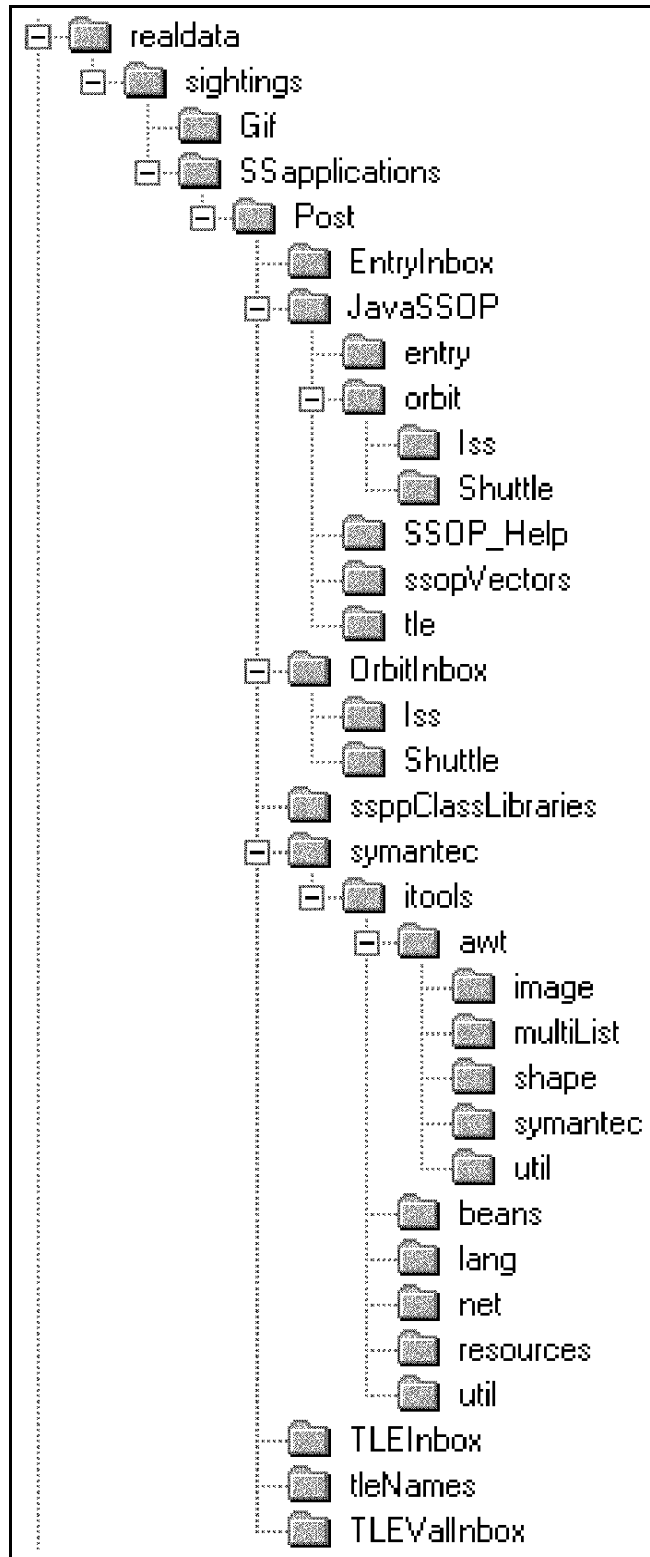 realdata
sightings
Gif
SSapplications
Post
EntryInbox
JavaSSOP
entry
orbit
Iss
Shuttle
SSOP_Help
ssopVectors
tle
OrbitInbox
Iss
Shuttle
ssppClassLibraries
symantec
itools
awt
image
multiList
shape
symantec
util
beans
lang
net
resources
util
TLEInbox
tleNames
TLEValInbox